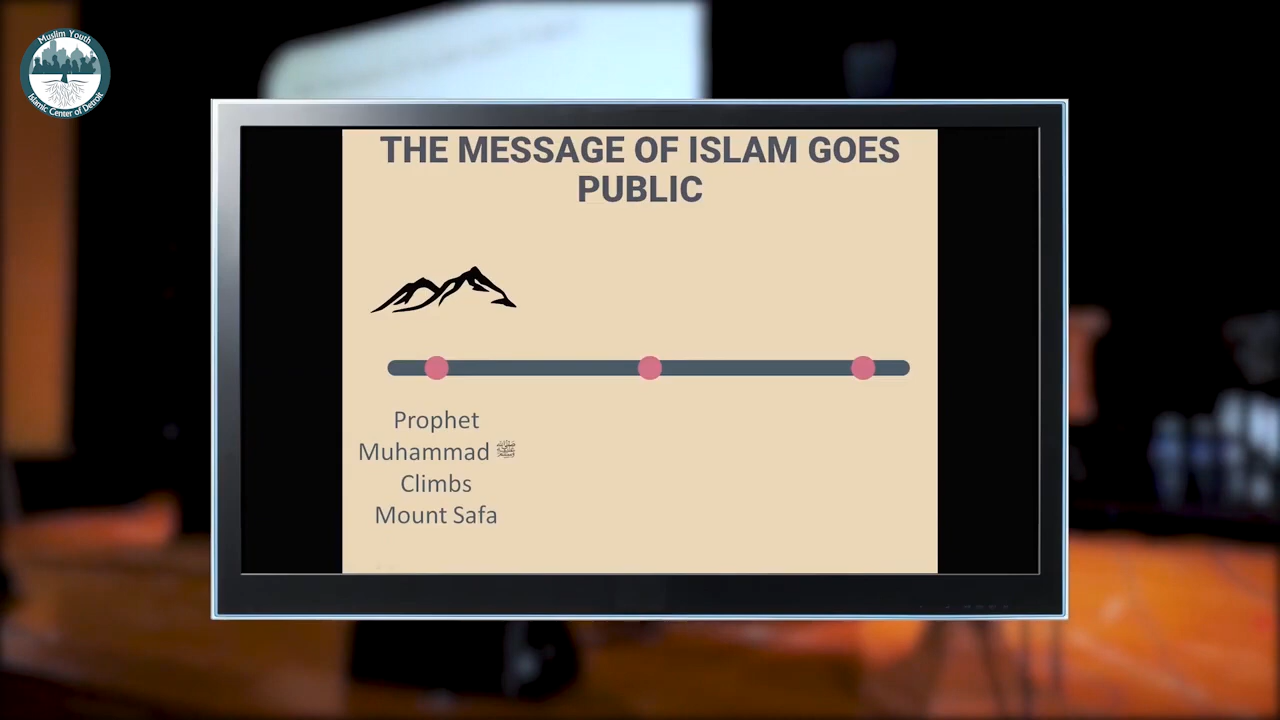 Muslim Youth
Islamic Center of Detroit
THE MESSAGE OF ISLAM GOES
PUBLIC
Prophet
Muhammad ﷺ
Climbs
Mount Safa